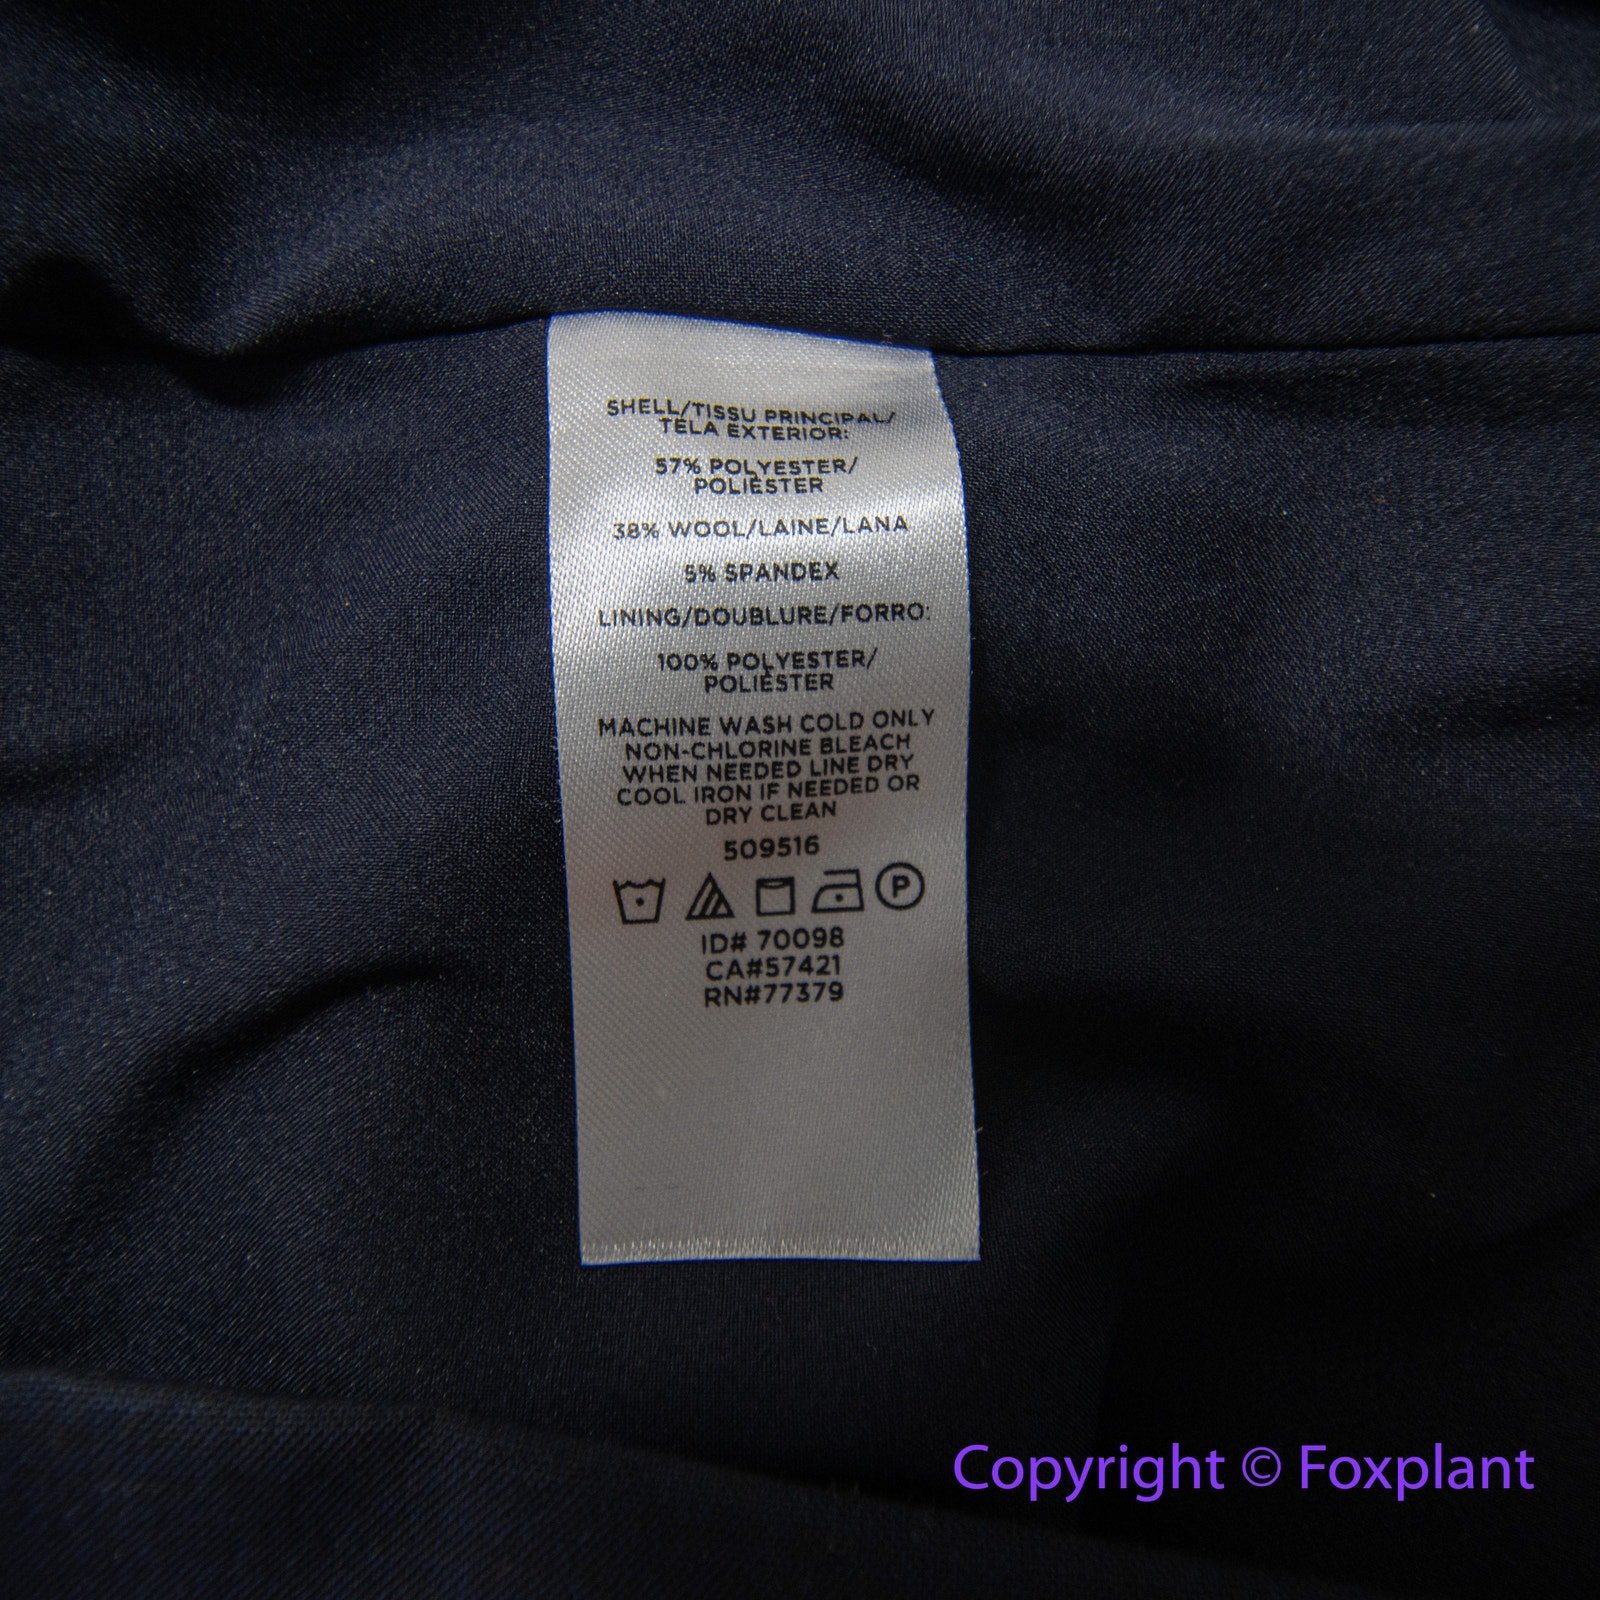 SHELL/TISSU PRINCIPAL/
TELA EXTERIOR:
57% POLYESTER/
POLIÉSTER
38% WOOL/LAINE/LANA
5% SPANDEX
LINING/DOUBLURE/FORRO:
100% POLYESTER/
POLIÉSTER
MACHINE WASH COLD ONLY
NON-CHLORINE BLEACH
WHEN NEEDED LINE DRY
COOL IRON IF NEEDED OR
DRY CLEAN
509516
P
ID# 70098
CA#57421
RN#77379
Copyright © Foxplant